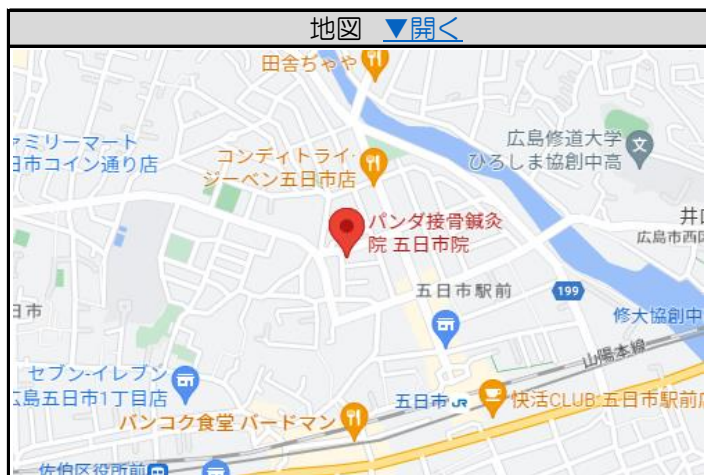 地図 ▼開く
田舎ぢゃや
ァミリーマート
日市コイン通り店
コンディトライ・
ジーベン五日市店
広島修道大学
ひろしま協創中高
パンダ接骨鍼灸
院 五日市院
井口
広島市西区
五日市駅前
199
日市
修大協創中
山陽本線
セブン-イレブン
広島五日市1丁目店
五日市
JR
快活CLUB 五日市駅前店
バンコク食堂 バードマン
佐伯区役所前